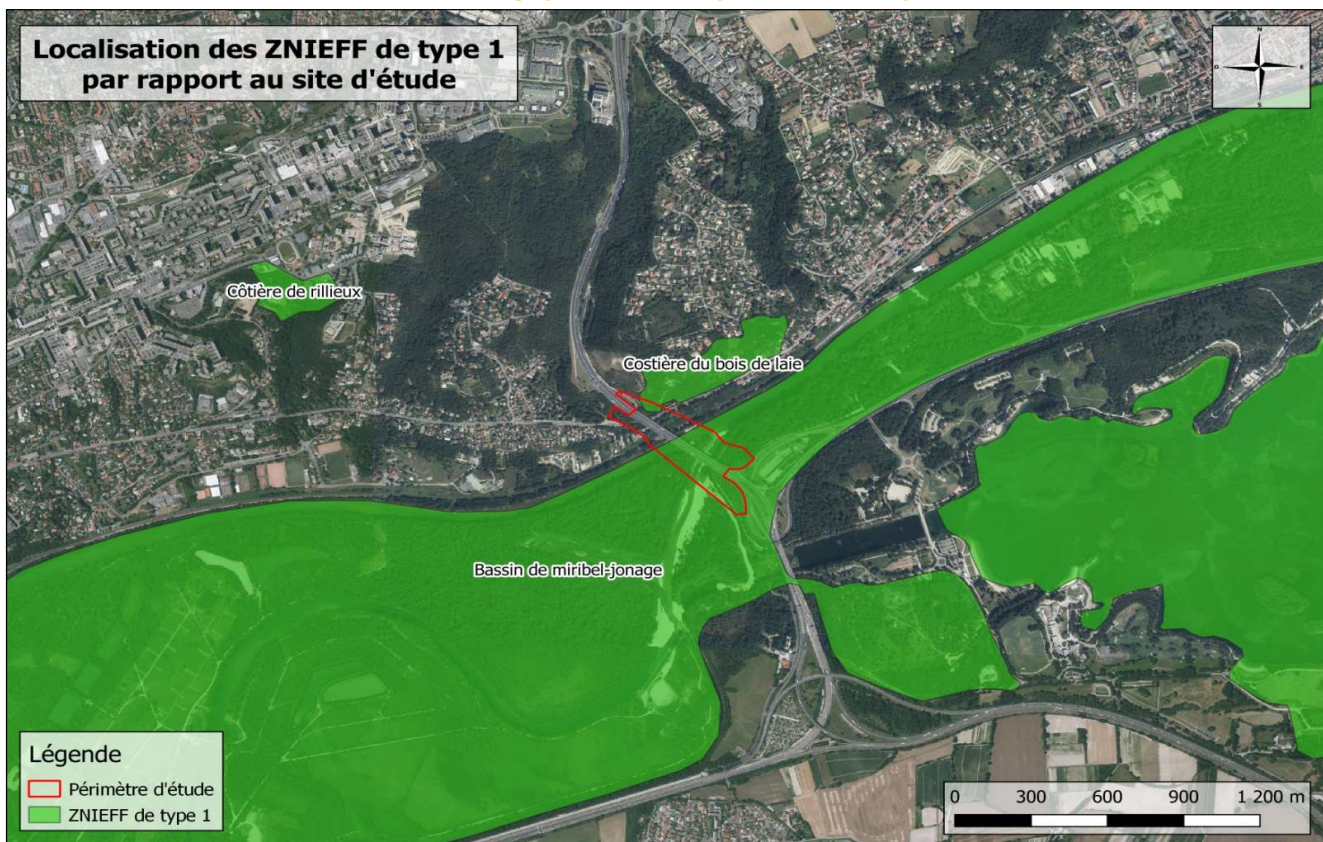 Localisation des ZNIEFF de type 1
par rapport au site d'étude
N
O
E
S
Côtière de rillieux
Costière du bois de laie
Bassin de miribel-jonage
Légende
Périmètre d'étude
ZNIEFF de type 1
0 300 600 900 1 200 m